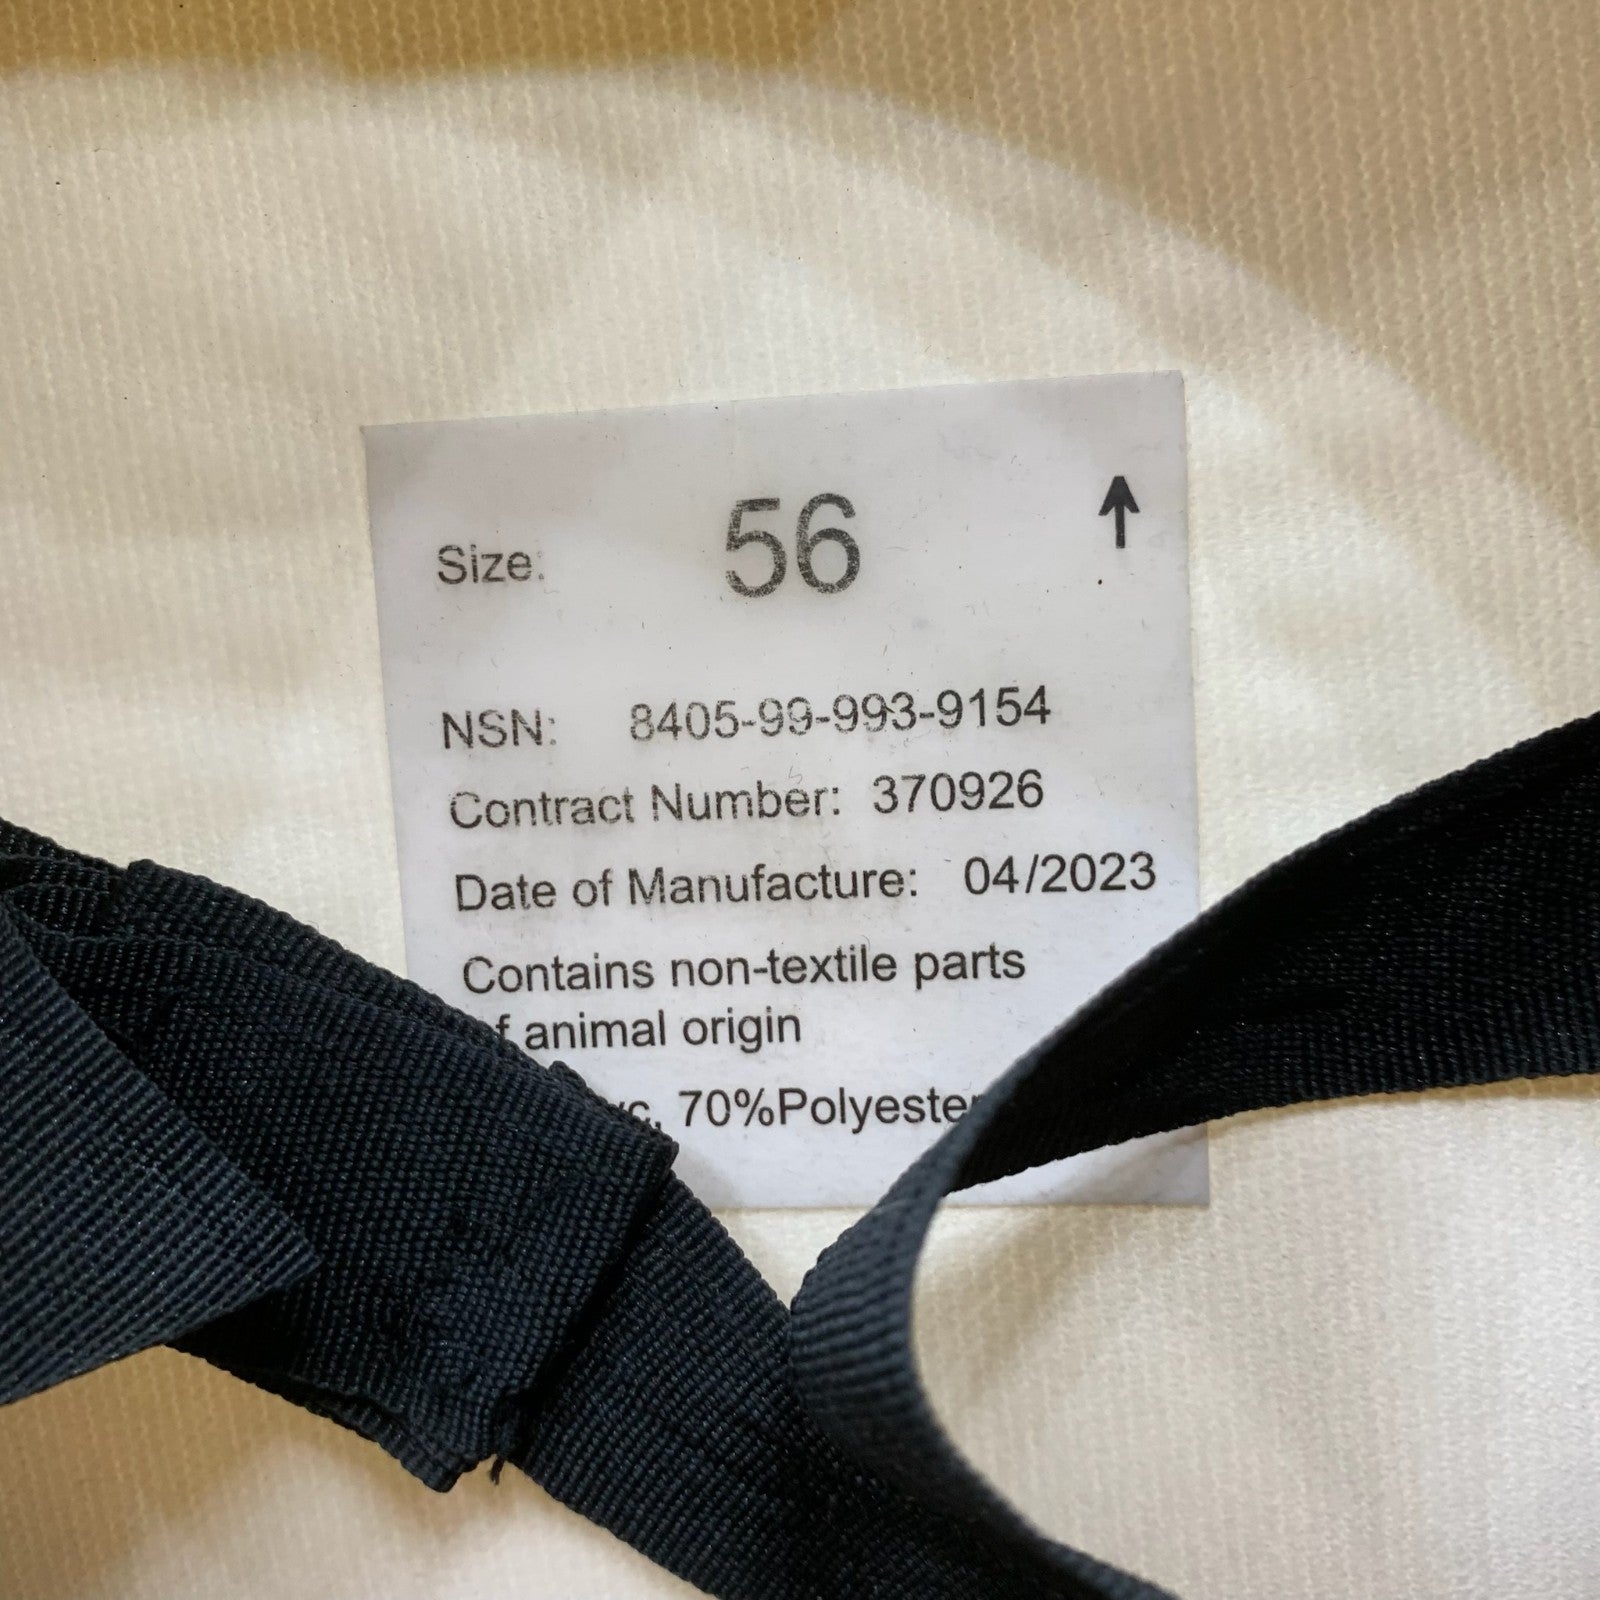 Size: 56 ↑
NSN: 8405-99-993-9154
Contract Number: 370926
Date of Manufacture: 04/2023
Contains non-textile parts
animal origin
70%Polyester